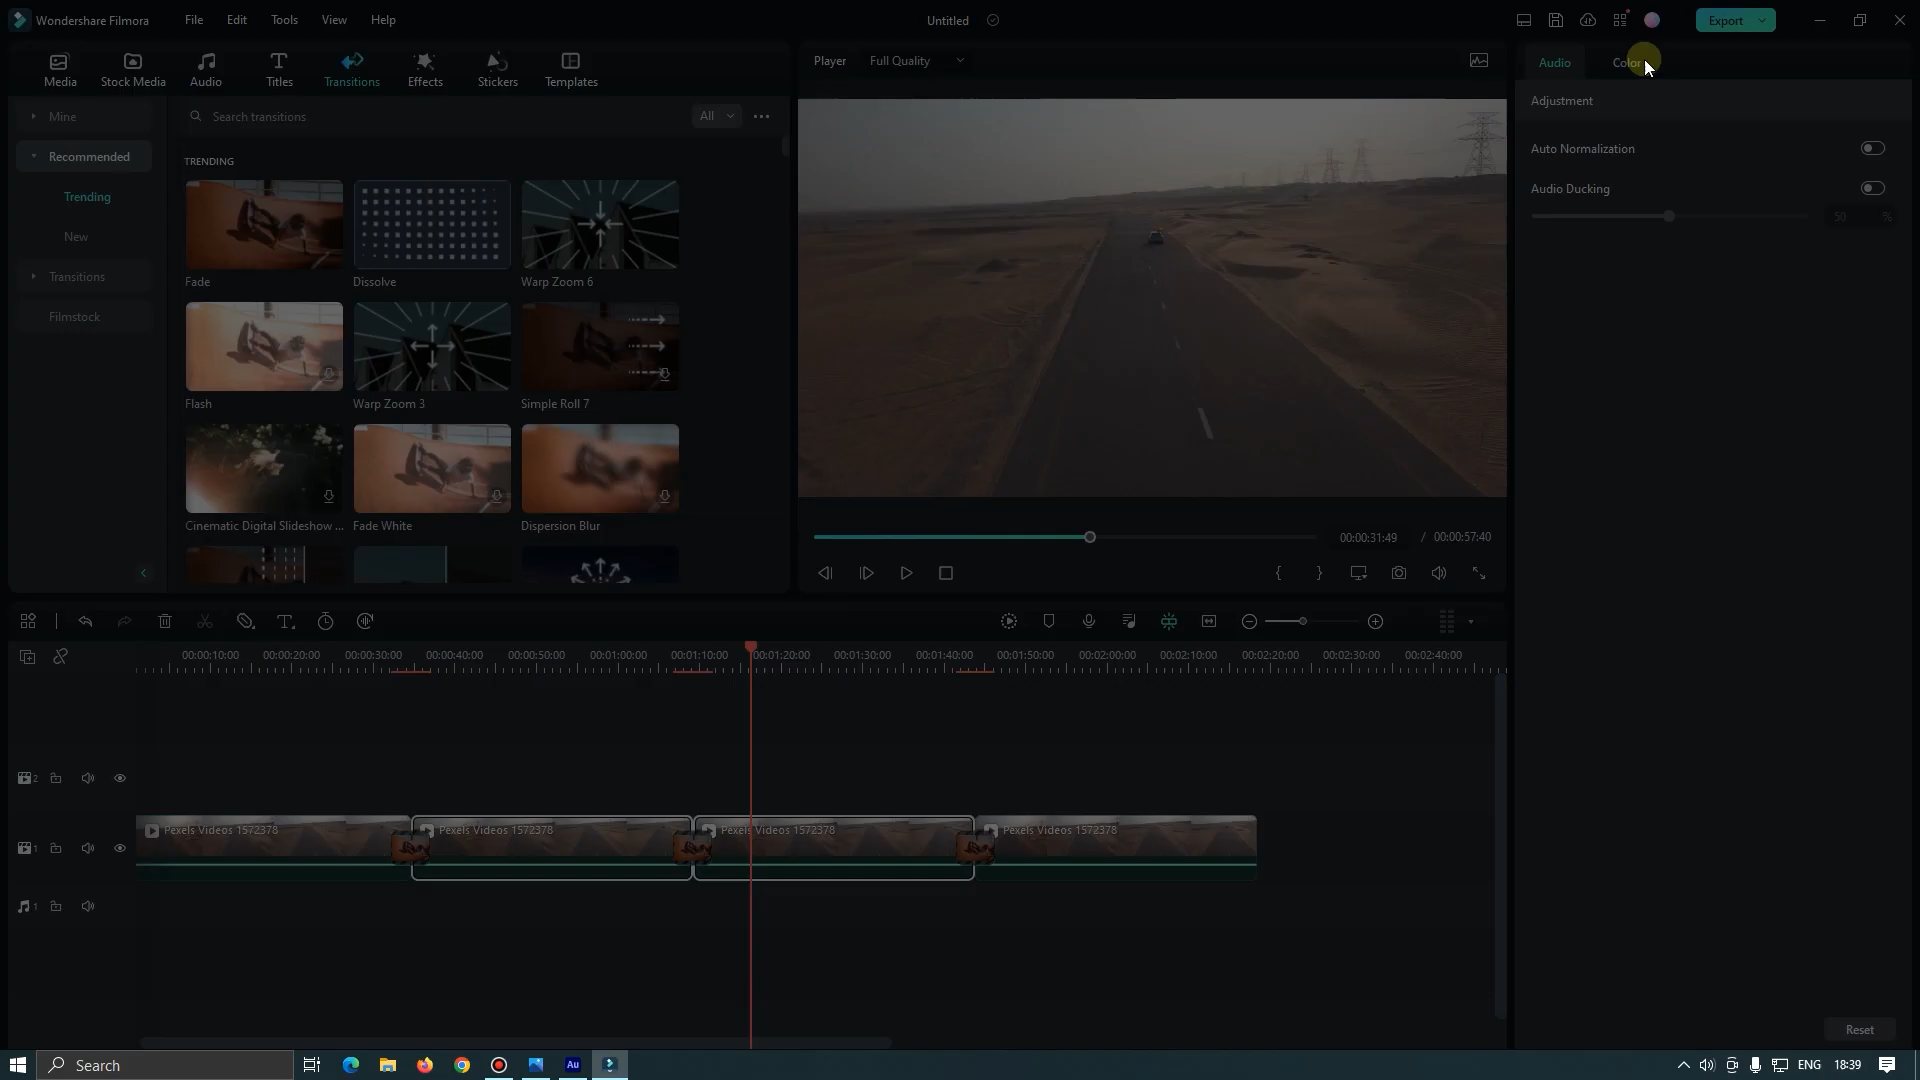 Wondershare Filmora File Edit Tools View Help Untitled Export
Media Stock Media Audio Titles Transitions Effects Stickers Templates
Player Full Quality
Audio Color
Mine
Recommended
Trending
New
Transitions
Filmstock
Search transitions All
TRENDING
Fade Dissolve Warp Zoom 6
Flash Warp Zoom 3 Simple Roll 7
Cinematic Digital Slideshow ... Fade White Dispersion Blur
00:00:31:49 / 00:00:57:40
Adjustment
Auto Normalization
Audio Ducking
50 %
00:00:10:00 00:00:20:00 00:00:30:00 00:00:40:00 00:00:50:00 00:01:00:00 00:01:10:00 00:01:20:00 00:01:30:00 00:01:40:00 00:01:50:00 00:02:00:00 00:02:10:00 00:02:20:00 00:02:30:00 00:02:40:00
2
Pexels Videos 1572378 Pexels Videos 1572378 Pexels Videos 1572378 Pexels Videos 1572378
1
1
Reset
Search Au ENG 18:39